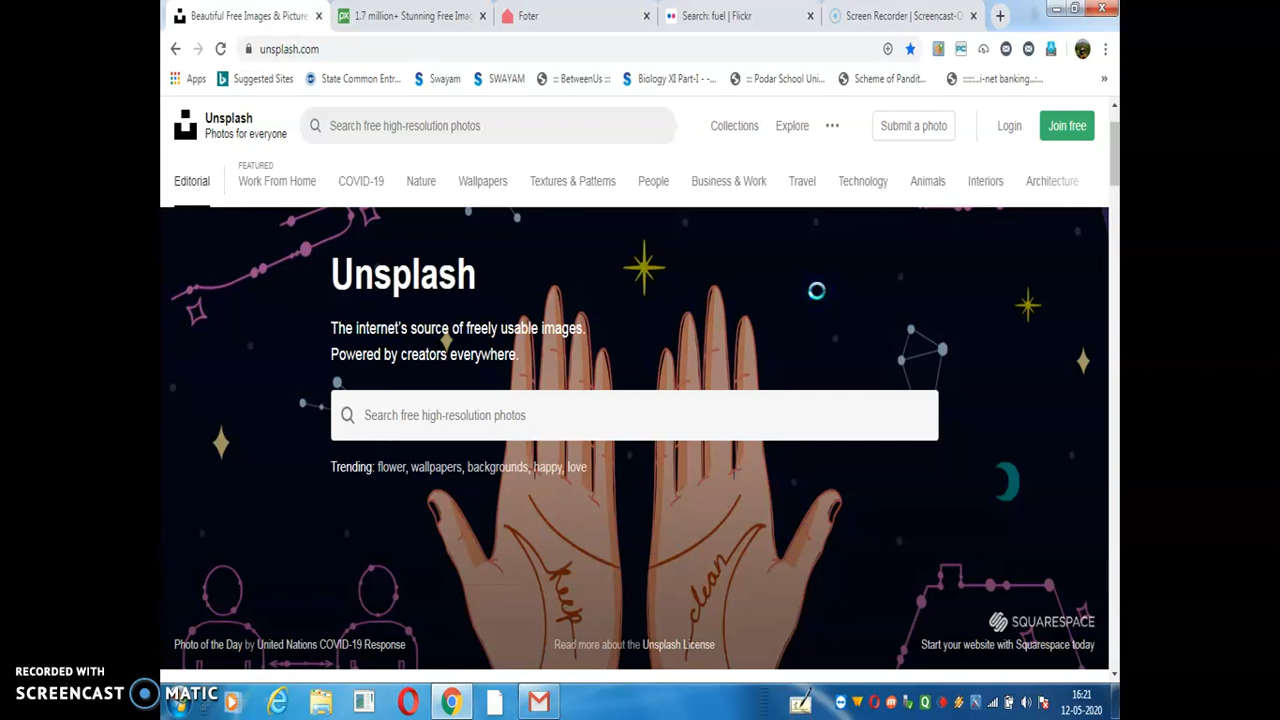 Beautiful Free Images & Picture
1.7 million+ Stunning Free Imag
Foter
Search: fuel | Flickr
Screen Recorder | Screencast-O
unsplash.com
Apps
Suggested Sites
State Common Entr...
Swayam
SWAYAM
::: BetweenUs :::
Biology XI Part-I - -...
::: Podar School Uni...
Scheme of Pandit...
::::::...i-net banking...:...
Unsplash
Photos for everyone
Search free high-resolution photos
Collections
Explore
Submit a photo
Login
Join free
Editorial
FEATURED
Work From Home
COVID-19
Nature
Wallpapers
Textures & Patterns
People
Business & Work
Travel
Technology
Animals
Interiors
Architecture
Unsplash
The internet's source of freely usable images.
Powered by creators everywhere.
Search free high-resolution photos
Trending: flower, wallpapers, backgrounds, happy, love
keep
clean
SQUARESPACE
Photo of the Day by United Nations COVID-19 Response
Read more about the Unsplash License
Start your website with Squarespace today
RECORDED WITH
SCREENCAST MATIC
16:21
12-05-2020